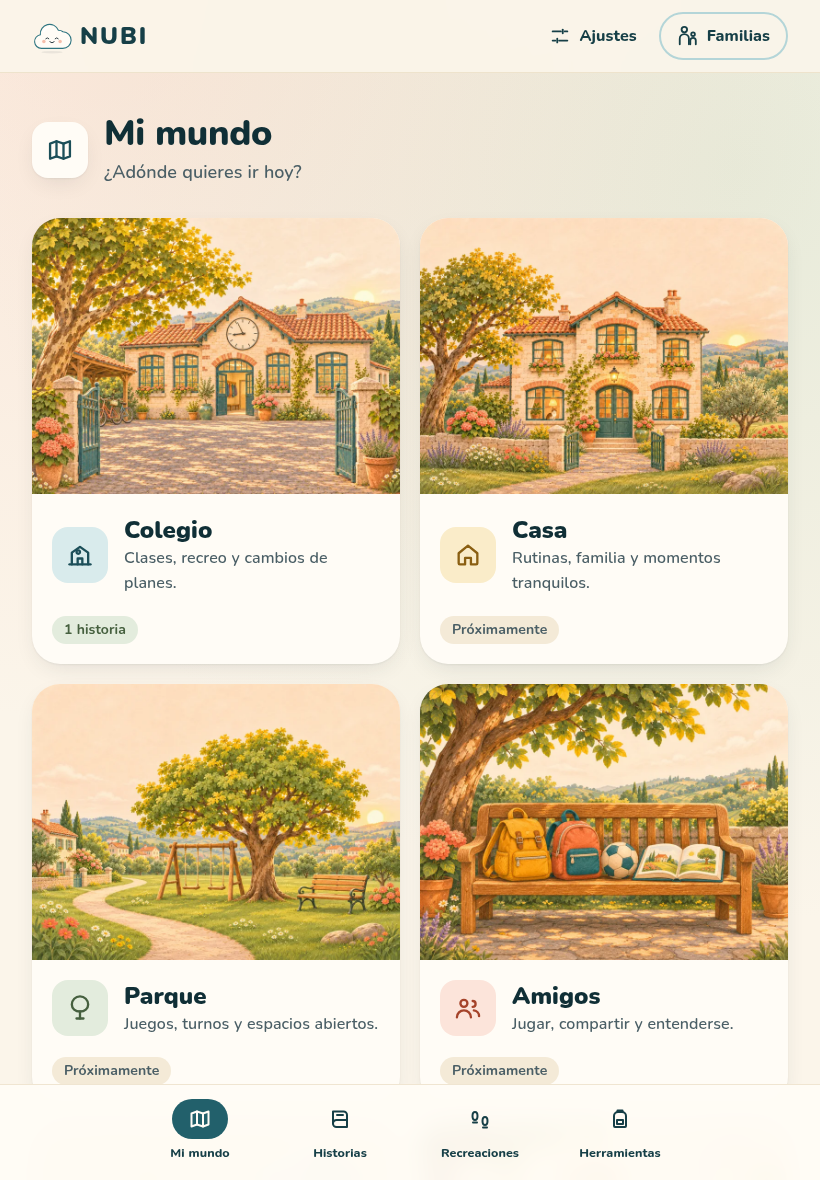 NUBI
Ajustes
Familias
Mi mundo
¿Adónde quieres ir hoy?
Colegio
Clases, recreo y cambios de
planes.
1 historia
Casa
Rutinas, familia y momentos
tranquilos.
Próximamente
Parque
Juegos, turnos y espacios abiertos.
Próximamente
Amigos
Jugar, compartir y entenderse.
Próximamente
Mi mundo
Historias
Recreaciones
Herramientas